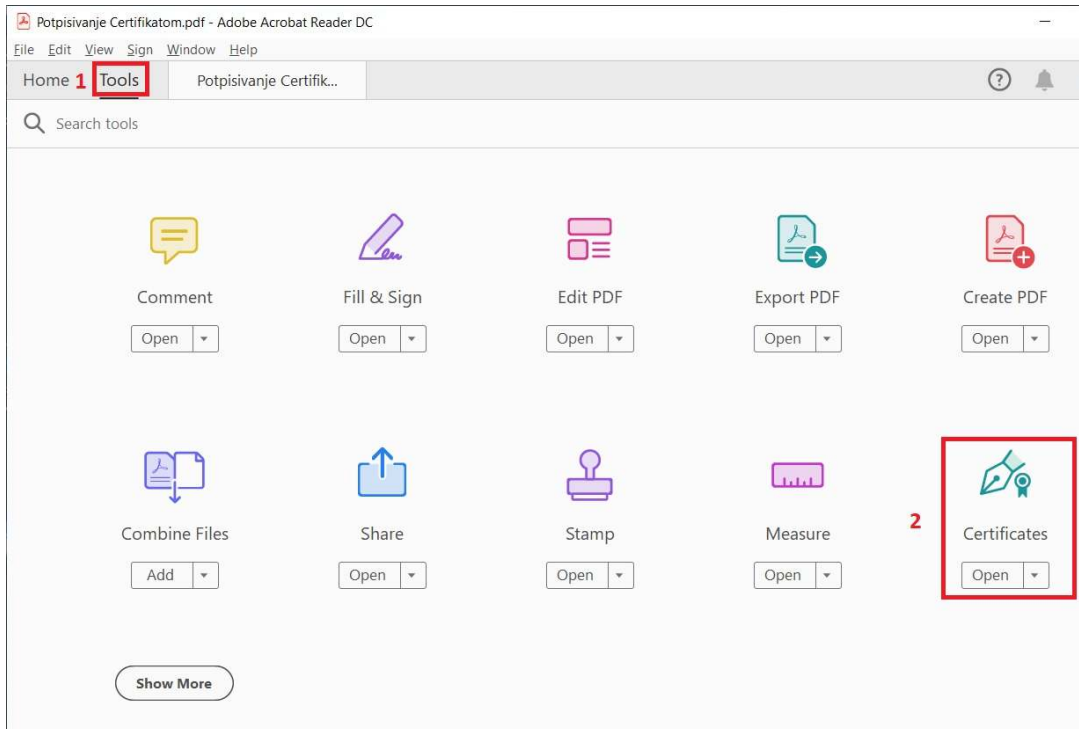 Potpisivanje Certifikatom.pdf - Adobe Acrobat Reader DC
File Edit View Sign Window Help
Home 1 Tools Potpisivanje Certifik...
Search tools
Comment Fill & Sign Edit PDF Export PDF Create PDF
Open Open Open Open Open
Combine Files Share Stamp Measure 2 Certificates
Add Open Open Open Open
Show More